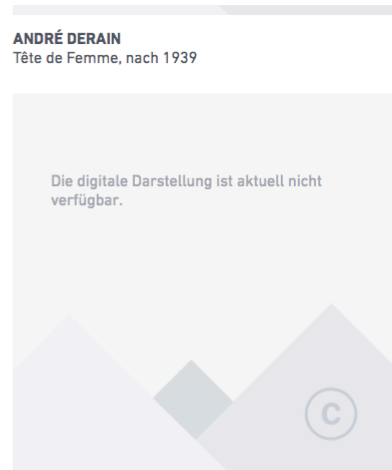 ANDRÉ DERAIN
Tête de Femme, nach 1939
Die digitale Darstellung ist aktuell nicht
verfügbar.
C